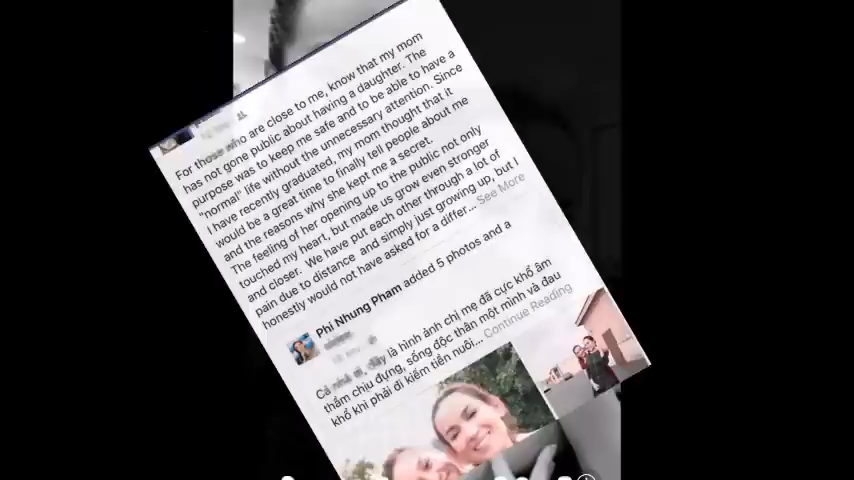 For those who are close to me, know that my mom
has not gone public about having a daughter. The
purpose was to keep me safe and to be able to have a
"normal" life without the unnecessary attention. Since
I have recently graduated, my mom thought that it
would be a great time to finally tell people about me
and the reasons why she kept me a secret.
The feeling of her opening up to the public not only
touched my heart, but made us grow even stronger
and closer. We have put each other through a lot of
pain due to distance and simply just growing up, but I
honestly would not have asked for a differ... See More
Phi Nhung Pham added 5 photos and a
Cả nhà ơi, đây là hình ảnh chị mẹ đã cực khổ âm
thầm chịu đựng, sống độc thân một mình và đau
khổ khi phải đi kiếm tiền nuôi... Continue Reading